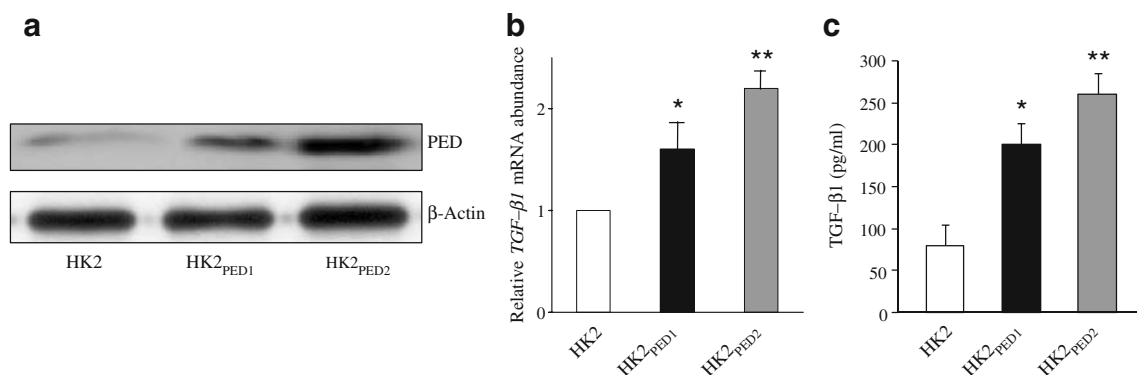 a
PED
β-Actin
HK2
HK2PED1
HK2PED2
b
Relative TGF-β1 mRNA abundance
2
1
0
*
**
HK2
HK2PED1
HK2PED2
c
TGF-β1 (pg/ml)
300
250
200
150
100
50
0
*
**
HK2
HK2PED1
HK2PED2